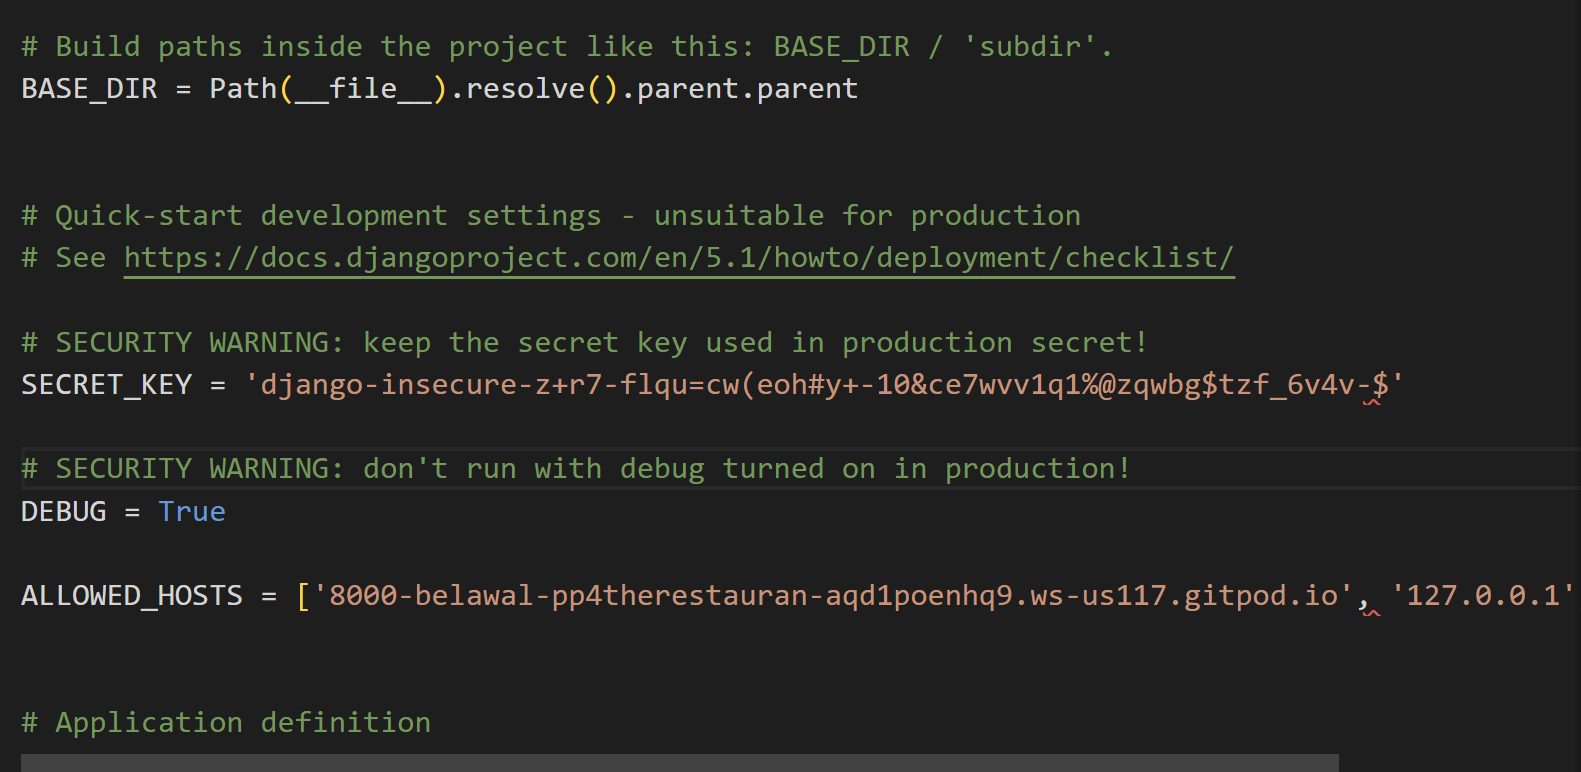 # Build paths inside the project like this: BASE_DIR / 'subdir'.
BASE_DIR = Path(__file__).resolve().parent.parent
# Quick-start development settings - unsuitable for production
# See https://docs.djangoproject.com/en/5.1/howto/deployment/checklist/
# SECURITY WARNING: keep the secret key used in production secret!
SECRET_KEY = 'django-insecure-z+r7-flqu=cw(eoh#y+-10&ce7wvv1q1%@zqwbg$tzf_6v4v-$'
# SECURITY WARNING: don't run with debug turned on in production!
DEBUG = True
ALLOWED_HOSTS = ['8000-belawal-pp4therestauran-aqd1poenhq9.ws-us117.gitpod.io', '127.0.0.1'
# Application definition